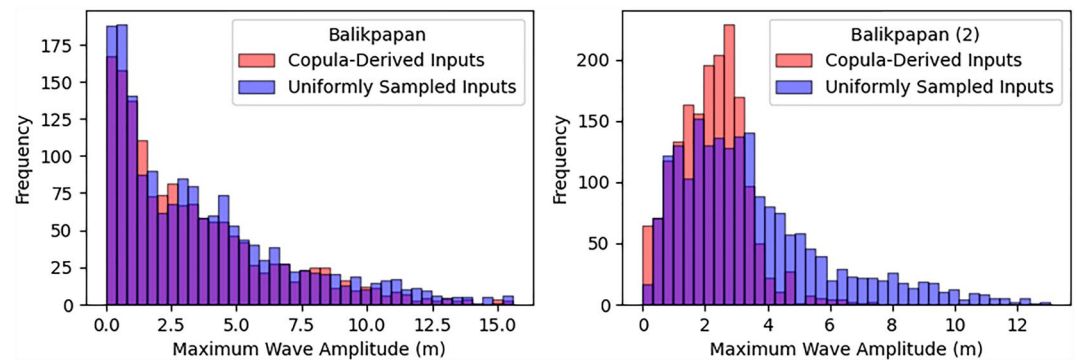 Balikpapan
Copula-Derived Inputs
Uniformly Sampled Inputs
175
150
125
100
75
50
25
0
Frequency
0.0 2.5 5.0 7.5 10.0 12.5 15.0
Maximum Wave Amplitude (m)
Balikpapan (2)
Copula-Derived Inputs
Uniformly Sampled Inputs
200
150
100
50
0
Frequency
0 2 4 6 8 10 12
Maximum Wave Amplitude (m)